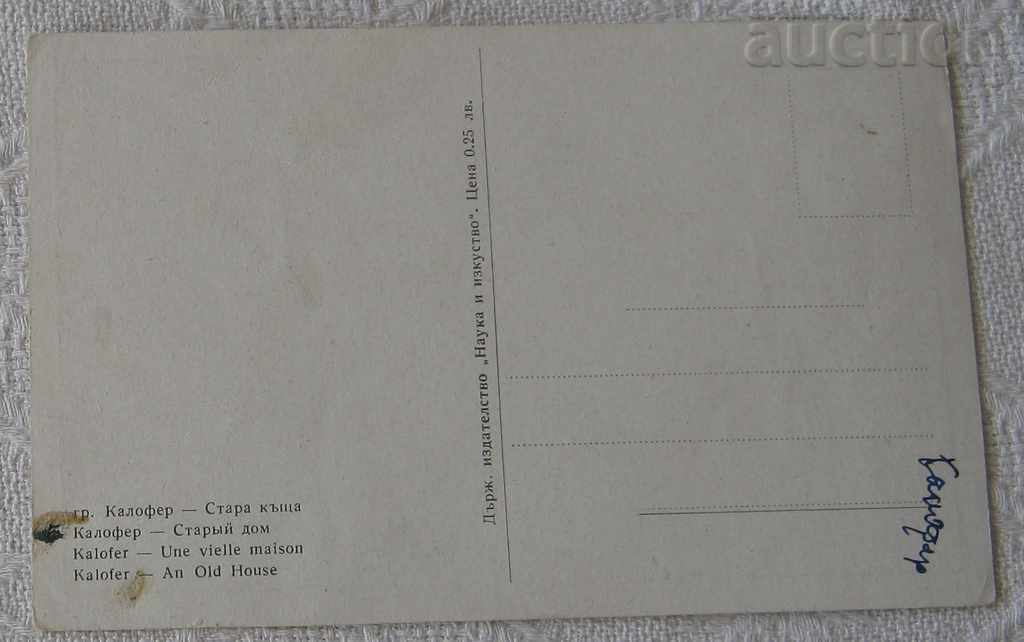 auction
гр. Калофер — Стара къща
Калофер — Старый дом
Kalofer — Une vielle maison
Kalofer — An Old House
Държ. издателство „Наука и изкуство“. Цена 0.25 лв.
Калофер